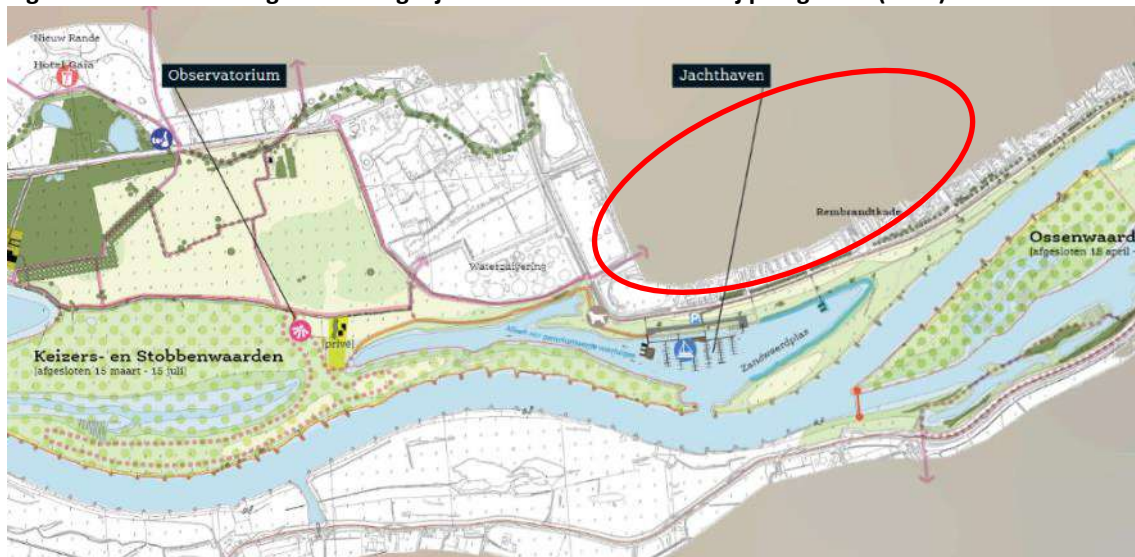 Nieuw Rande
Hotel Gaia
Observatorium
Jachthaven
Rembrandtkade
Ossenwaard
[afgesloten 15 april -
Waterzuivering
P
Zandweerdplas
[privé]
Keizers- en Stobbenwaarden
[afgesloten 15 maart - 15 juli]